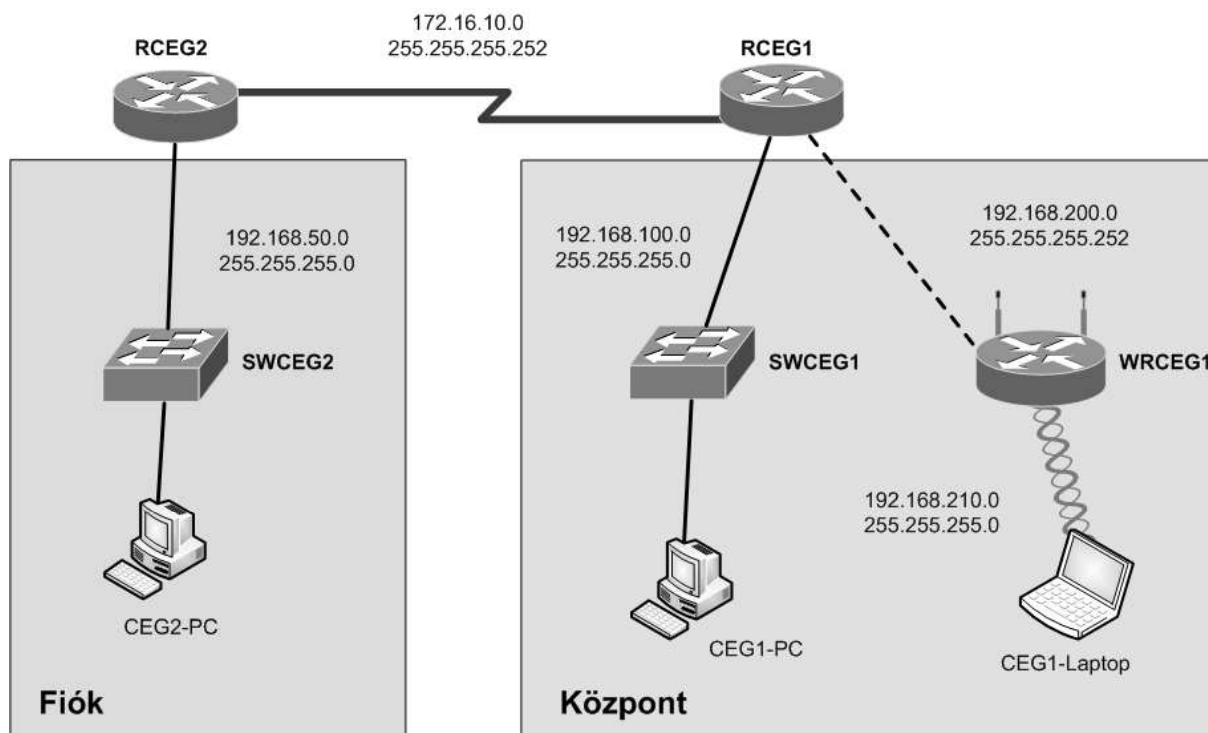 172.16.10.0
255.255.255.252
RCEG2
RCEG1
192.168.50.0
255.255.255.0
192.168.100.0
255.255.255.0
192.168.200.0
255.255.255.252
SWCEG2
SWCEG1
WRCEG1
192.168.210.0
255.255.255.0
CEG2-PC
CEG1-PC
CEG1-Laptop
Fiók
Központ